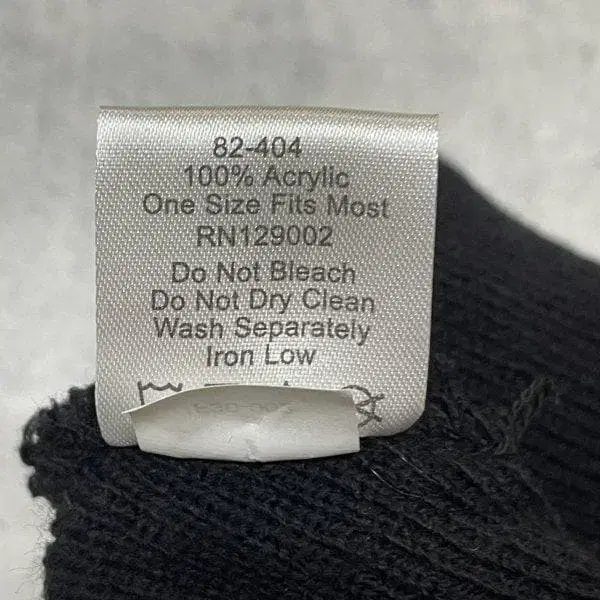 82-404
100% Acrylic
One Size Fits Most
RN129002
Do Not Bleach
Do Not Dry Clean
Wash Separately
Iron Low